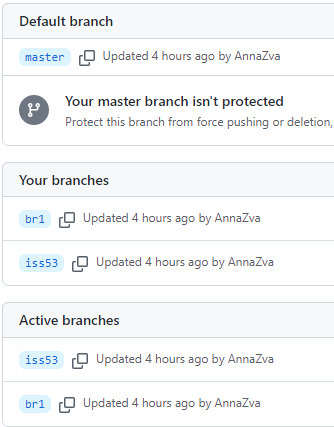 Default branch
master Updated 4 hours ago by AnnaZva
Your master branch isn't protected
Protect this branch from force pushing or deletion,
Your branches
br1 Updated 4 hours ago by AnnaZva
iss53 Updated 4 hours ago by AnnaZva
Active branches
iss53 Updated 4 hours ago by AnnaZva
br1 Updated 4 hours ago by AnnaZva